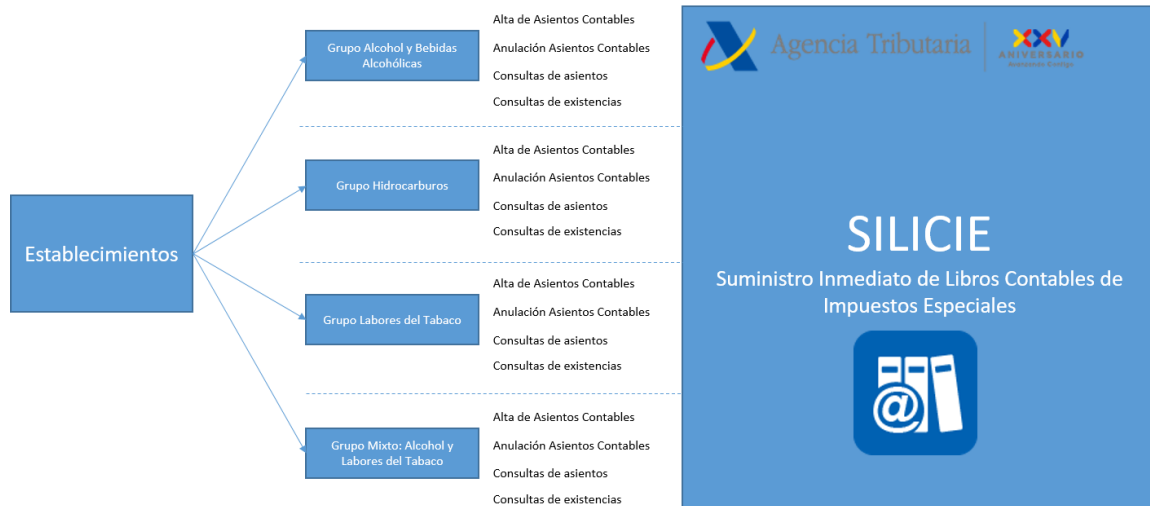 Establecimientos
Grupo Alcohol y Bebidas
Alcohólicas
Alta de Asientos Contables
Anulación Asientos Contables
Consultas de asientos
Consultas de existencias
Grupo Hidrocarburos
Alta de Asientos Contables
Anulación Asientos Contables
Consultas de asientos
Consultas de existencias
Grupo Labores del Tabaco
Alta de Asientos Contables
Anulación Asientos Contables
Consultas de asientos
Consultas de existencias
Grupo Mixto: Alcohol y
Labores del Tabaco
Alta de Asientos Contables
Anulación Asientos Contables
Consultas de asientos
Consultas de existencias
Agencia Tributaria
XXV
ANIVERSARIO
Avanzando Contigo
SILICIE
Suministro Inmediato de Libros Contables de
Impuestos Especiales
@